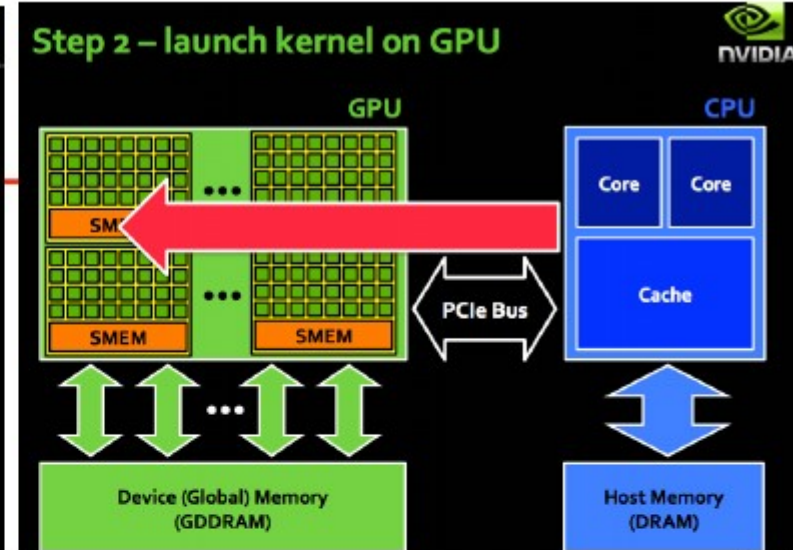 Step 2 – launch kernel on GPU
NVIDIA
GPU
CPU
Core
Core
SM
Cache
PCIe Bus
SMEM
SMEM
Device (Global) Memory
(GDDRAM)
Host Memory
(DRAM)